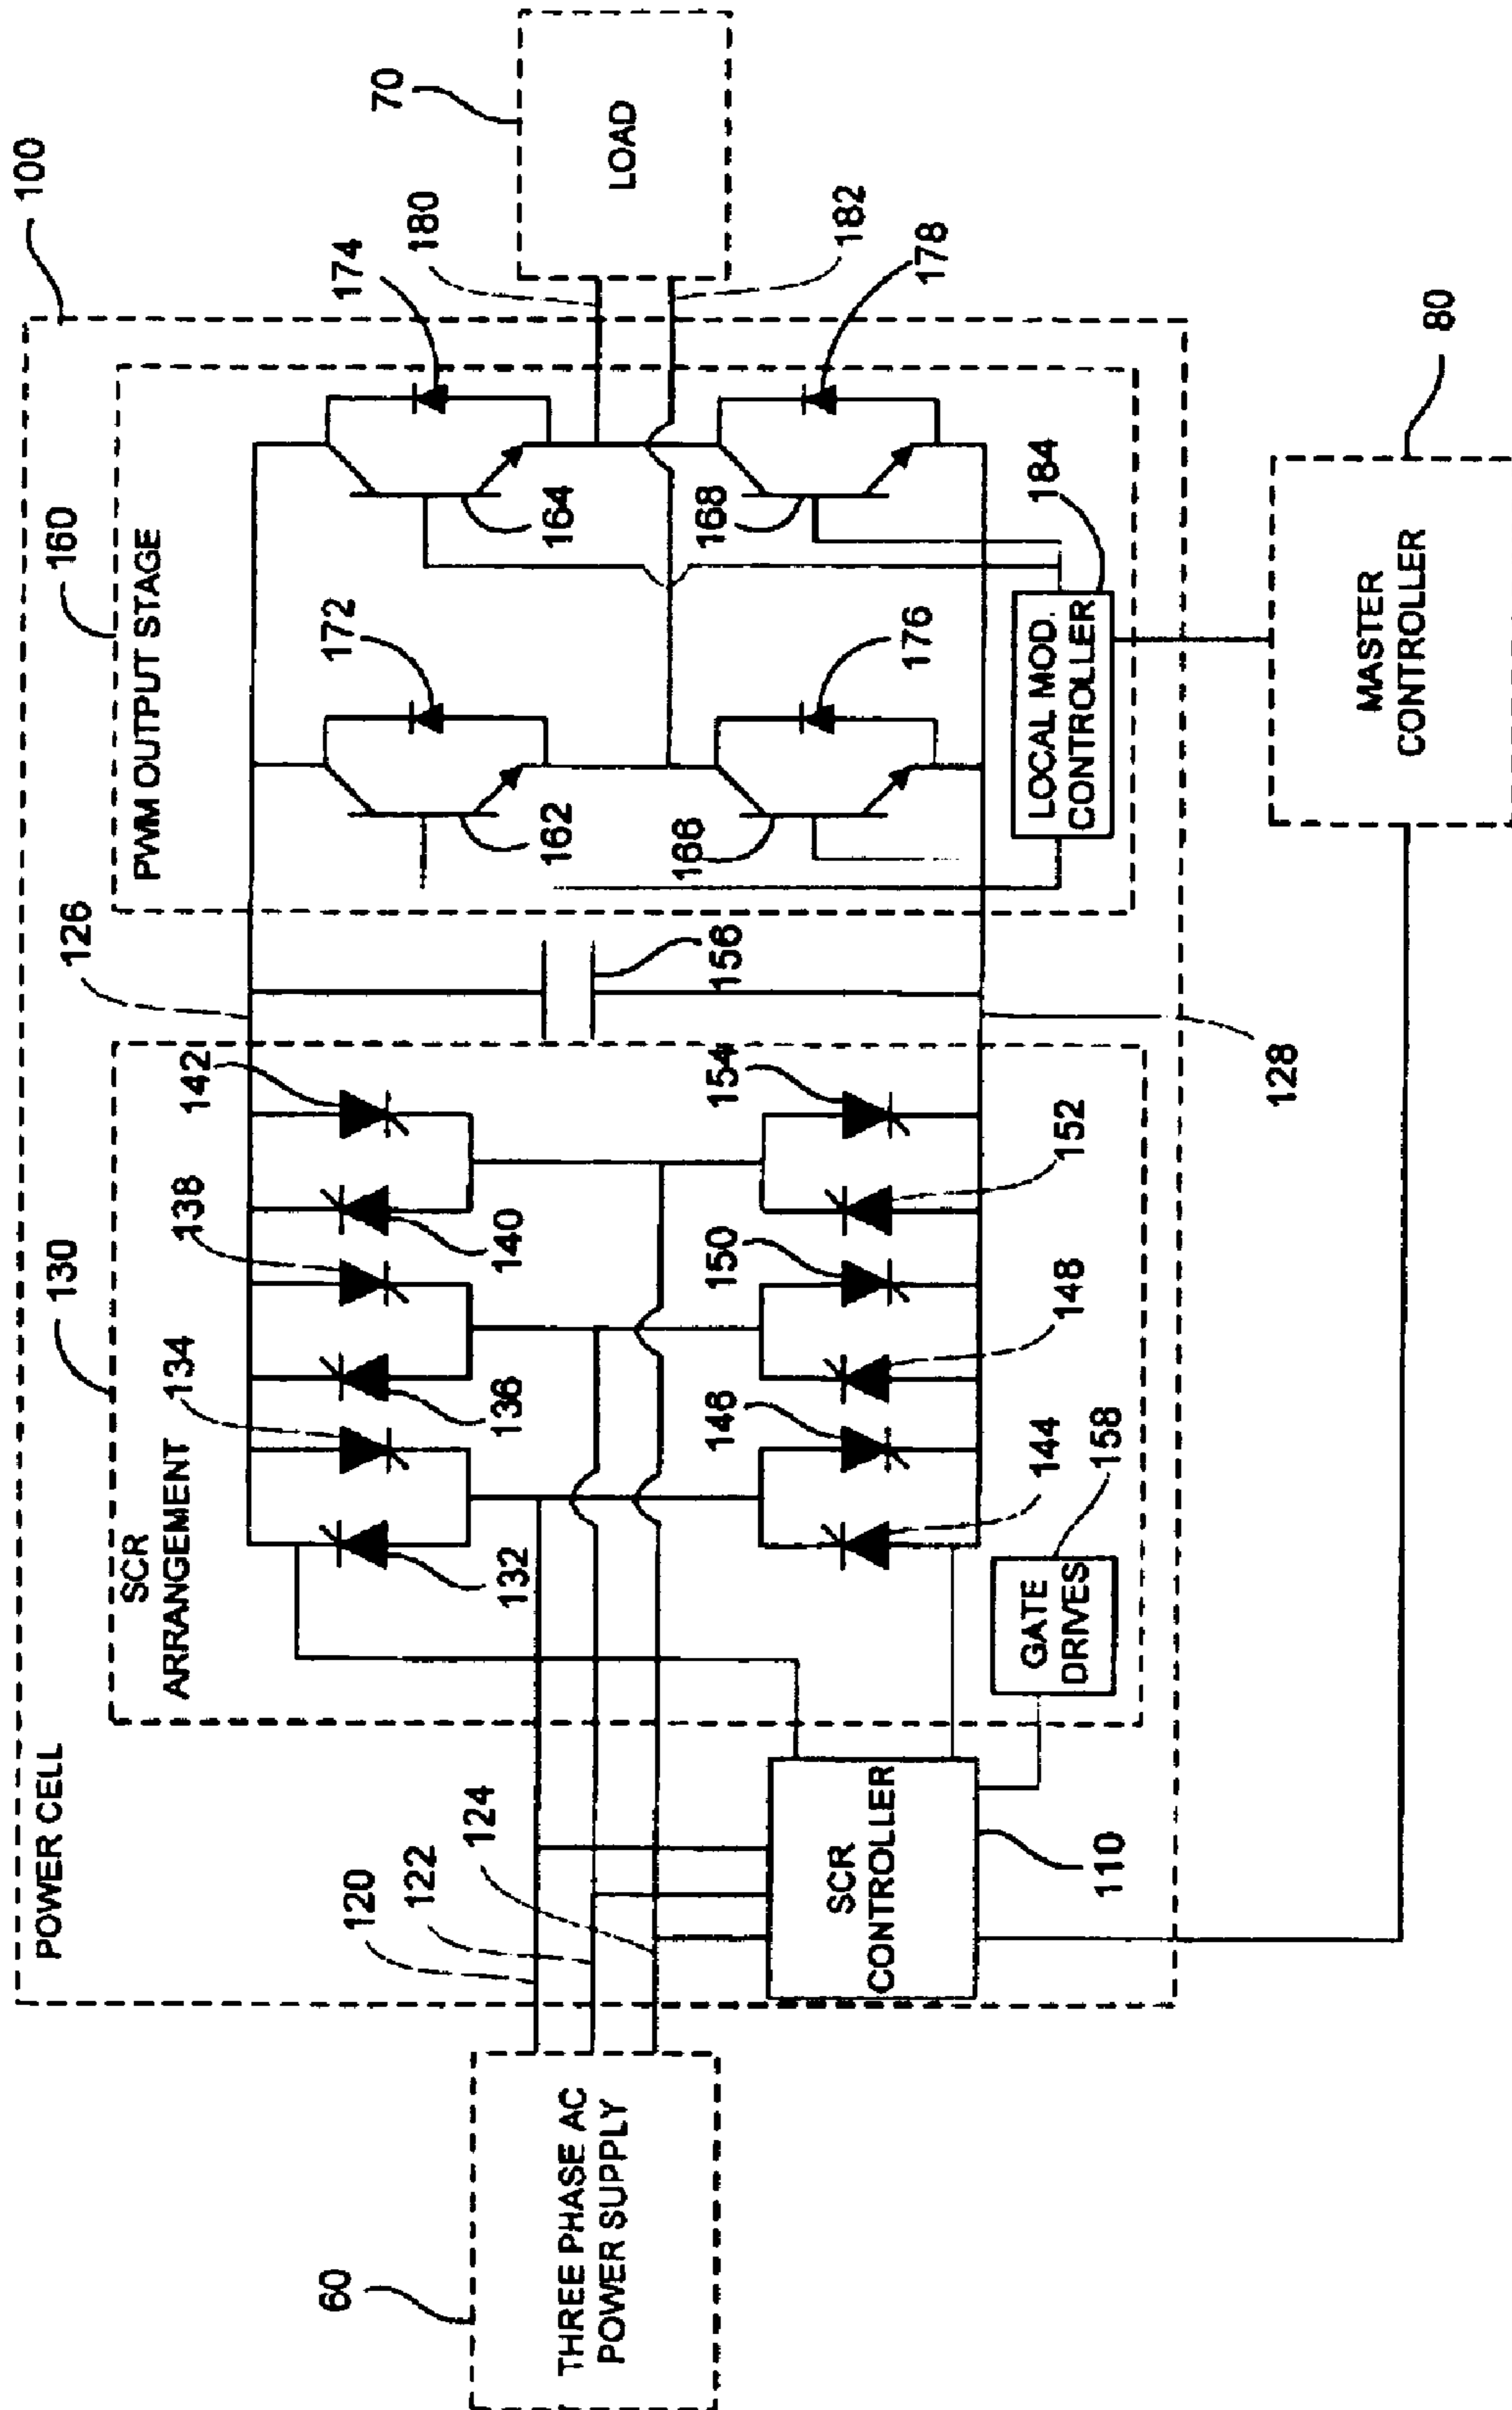 POWER CELL
100
SCR
ARRANGEMENT
130
PWM OUTPUT STAGE
160
126
132
134
136
138
140
142
144
146
148
150
152
154
156
128
GATE
DRIVES
158
162
164
166
168
172
174
176
178
180
182
LOAD
70
LOCAL MOD.
CONTROLLER
184
THREE PHASE AC
POWER SUPPLY
60
120
122
124
SCR
CONTROLLER
110
MASTER
CONTROLLER
80